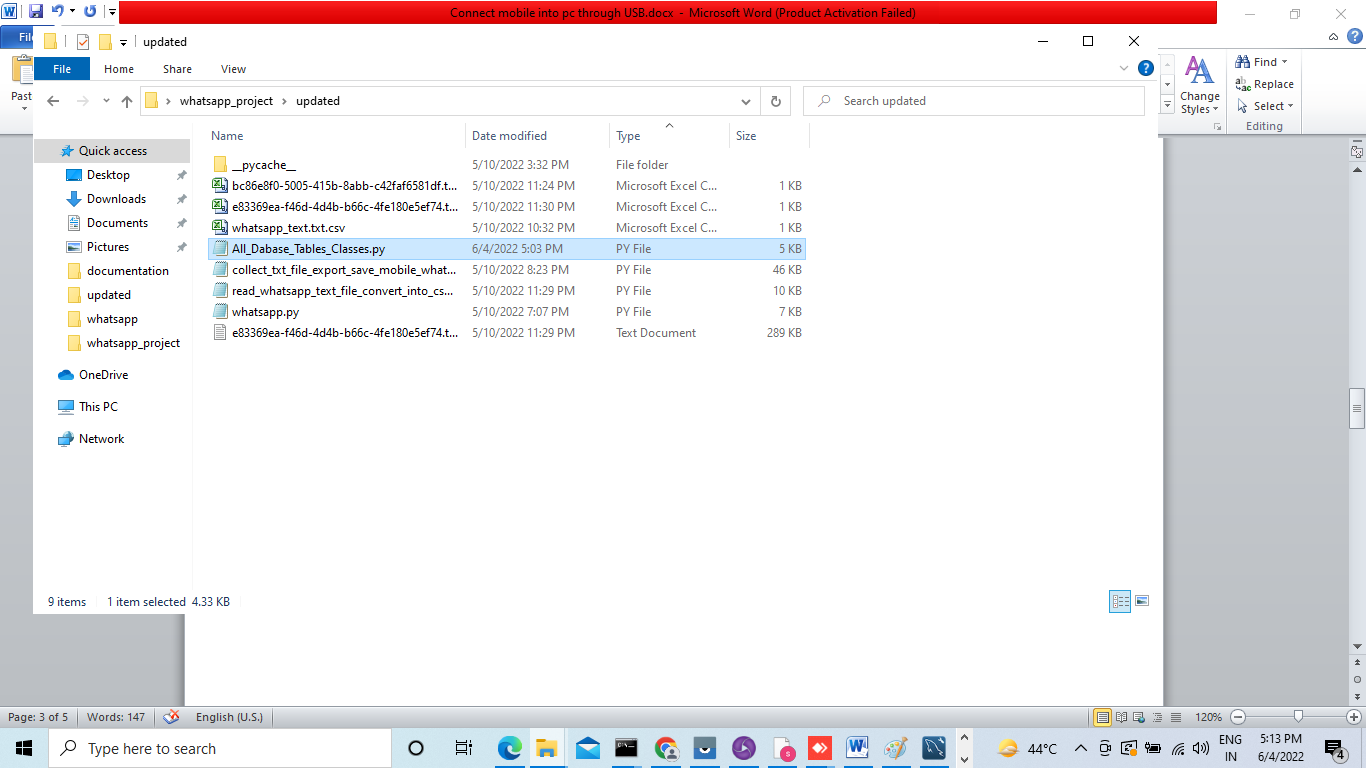 Connect mobile into pc through USB.docx - Microsoft Word (Product Activation Failed)
updated
File Home Share View
whatsapp_project updated
Search updated
Past
Change Styles
Find
Replace
Select
Editing
Name Date modified Type Size
__pycache__ 5/10/2022 3:32 PM File folder
bc86e8f0-5005-415b-8abb-c42faf6581df.t... 5/10/2022 11:24 PM Microsoft Excel C... 1 KB
e83369ea-f46d-4d4b-b66c-4fe180e5ef74.t... 5/10/2022 11:30 PM Microsoft Excel C... 1 KB
whatsapp_text.txt.csv 5/10/2022 10:32 PM Microsoft Excel C... 1 KB
All_Dabase_Tables_Classes.py 6/4/2022 5:03 PM PY File 5 KB
collect_txt_file_export_save_mobile_what... 5/10/2022 8:23 PM PY File 46 KB
read_whatsapp_text_file_convert_into_cs... 5/10/2022 11:29 PM PY File 10 KB
whatsapp.py 5/10/2022 7:07 PM PY File 7 KB
e83369ea-f46d-4d4b-b66c-4fe180e5ef74.t... 5/10/2022 11:29 PM Text Document 289 KB
Quick access
Desktop
Downloads
Documents
Pictures
documentation
updated
whatsapp
whatsapp_project
OneDrive
This PC
Network
9 items 1 item selected 4.33 KB
Page: 3 of 5 Words: 147 English (U.S.) 120%
Type here to search
44°C
ENG
IN
5:13 PM
6/4/2022
4